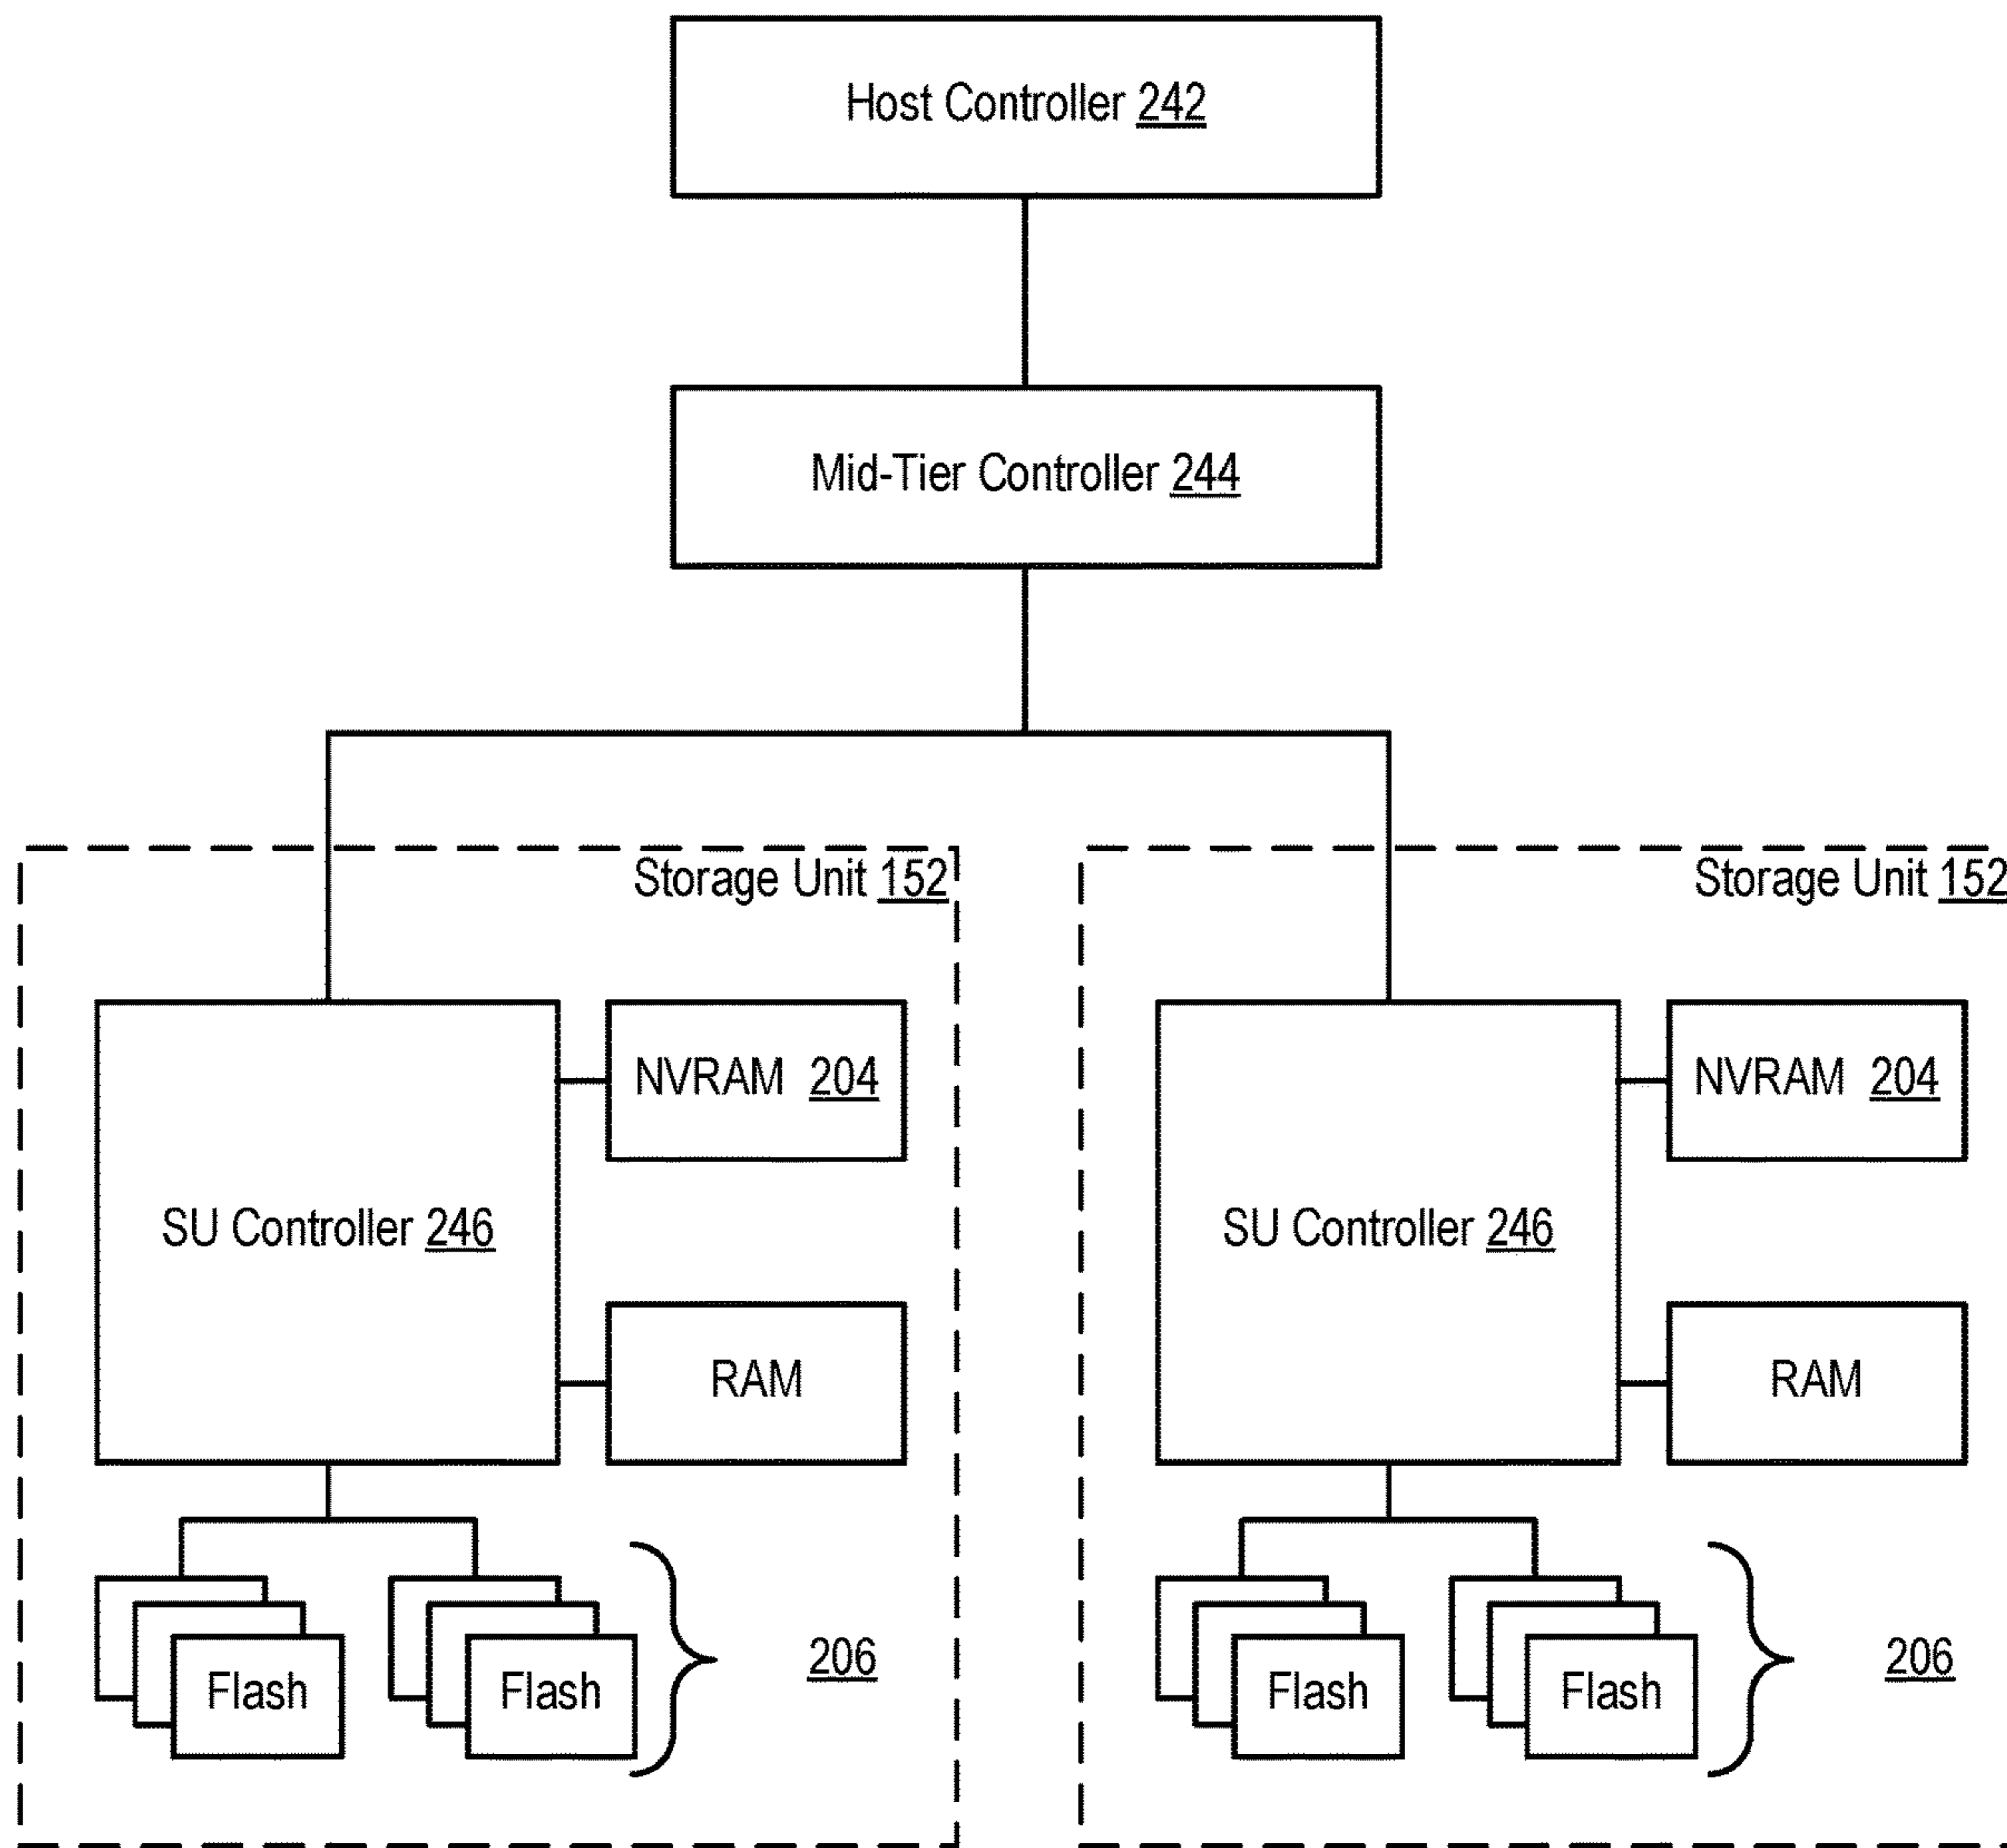 Host Controller 242
Mid-Tier Controller 244
Storage Unit 152
NVRAM 204
SU Controller 246
RAM
Flash
Flash
206
Storage Unit 152
NVRAM 204
SU Controller 246
RAM
Flash
Flash
206